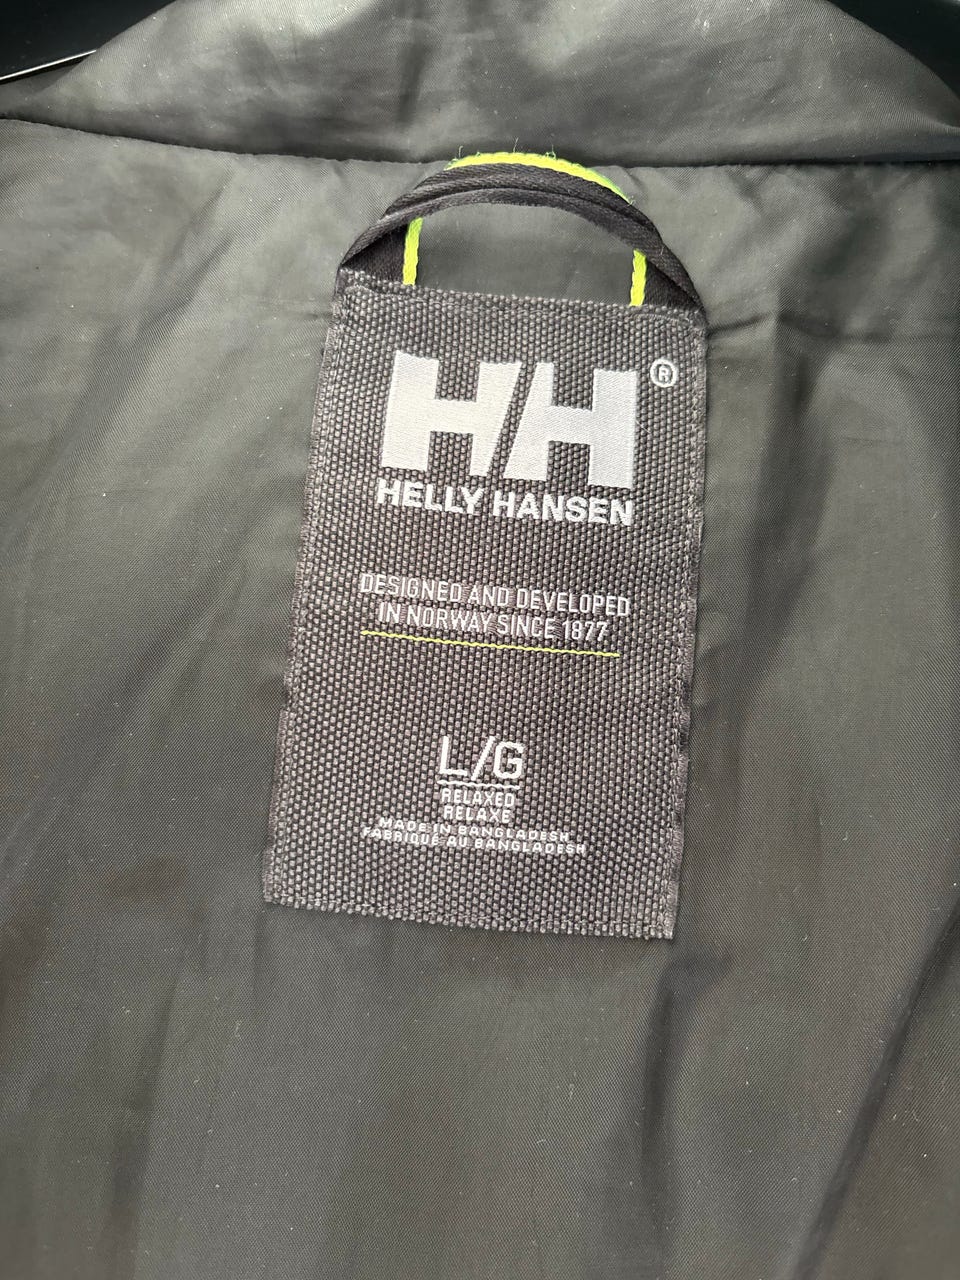 HH®
HELLY HANSEN
DESIGNED AND DEVELOPED
IN NORWAY SINCE 1877
L/G
RELAXED
RELAXE
MADE IN BANGLADESH
FABRIQUÉ AU BANGLADESH